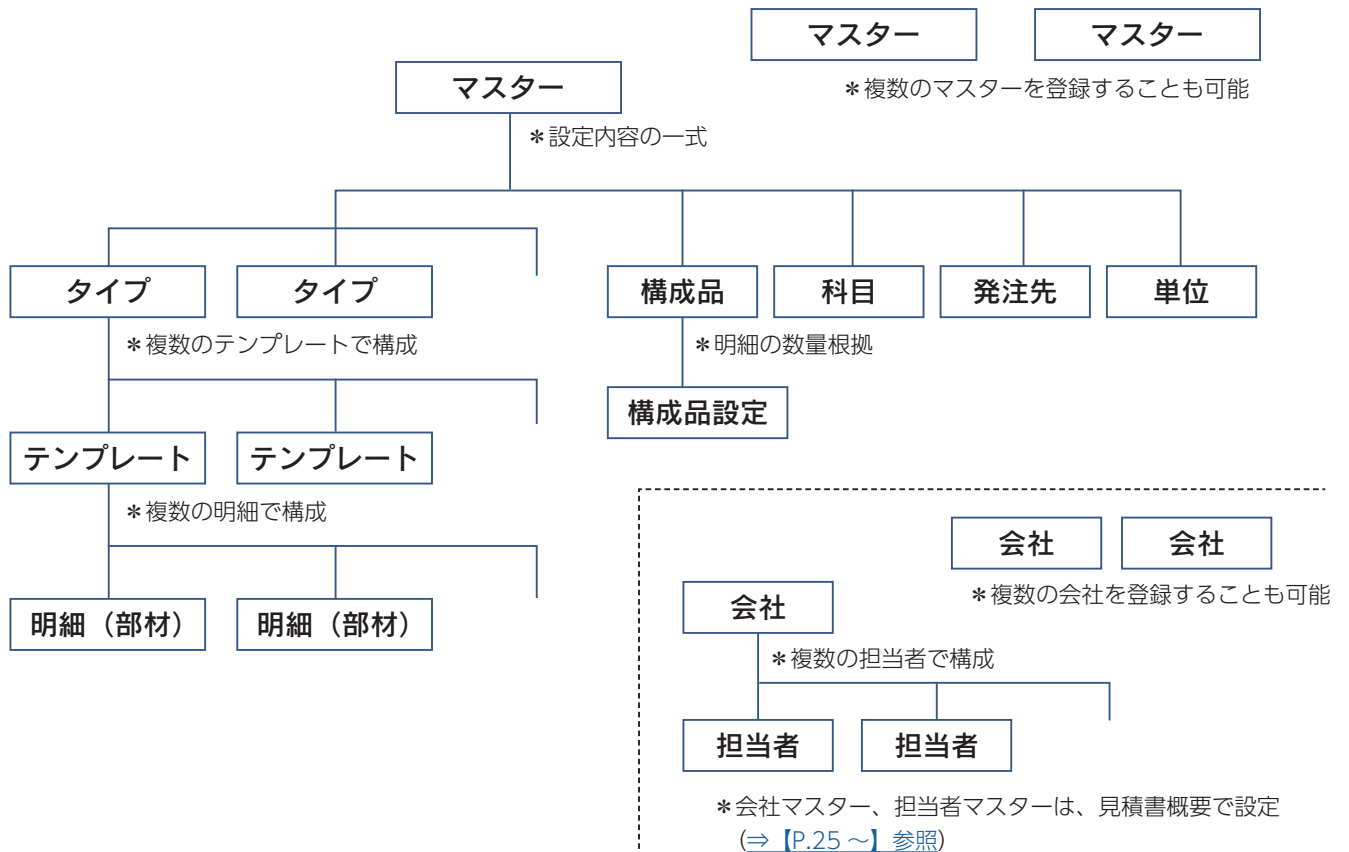 マスター
マスター
＊複数のマスターを登録することも可能
マスター
＊設定内容の一式
タイプ
タイプ
＊複数のテンプレートで構成
テンプレート
テンプレート
＊複数の明細で構成
明細（部材）
明細（部材）
構成品
科目
発注先
単位
＊明細の数量根拠
構成品設定
会社
会社
＊複数の会社を登録することも可能
会社
＊複数の担当者で構成
担当者
担当者
＊会社マスター、担当者マスターは、見積書概要で設定
（⇒【P.25 ～】参照）